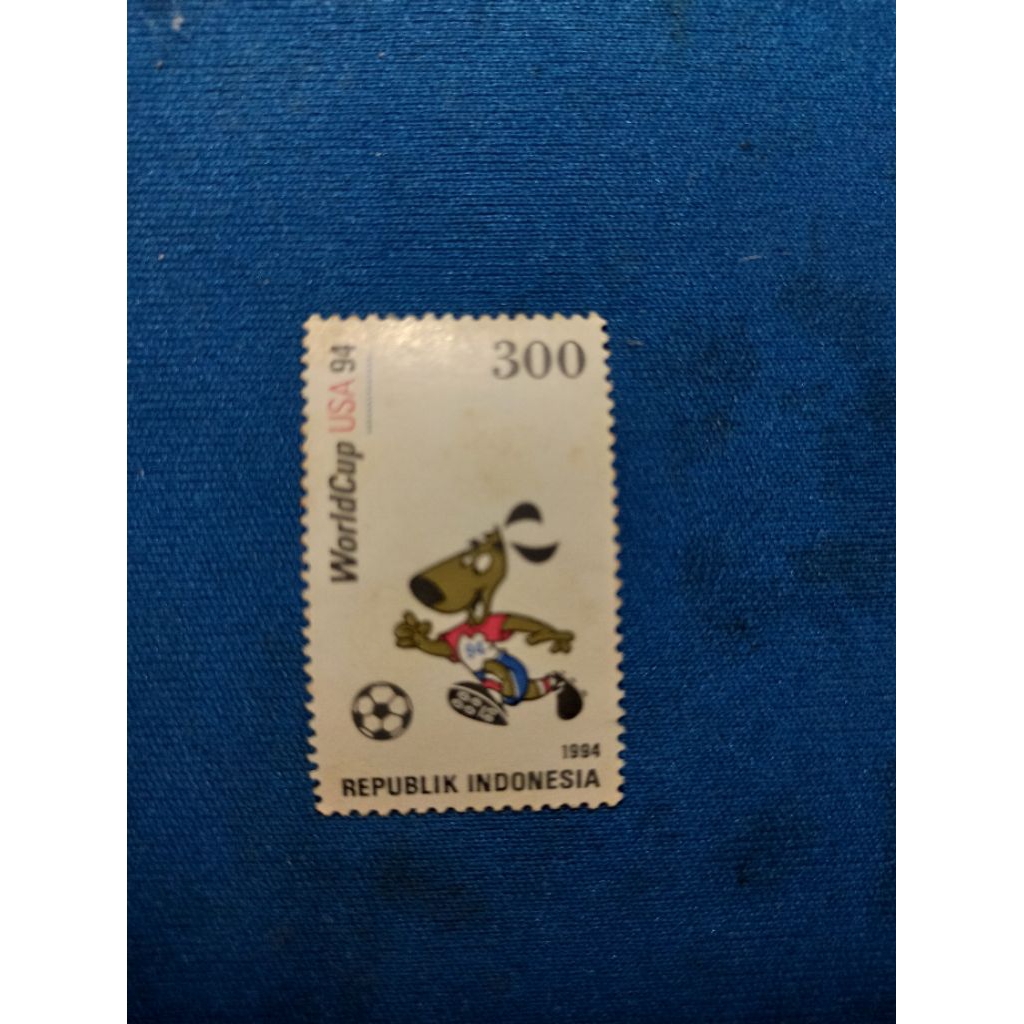 300
WorldCup USA 94
94
1994
REPUBLIK INDONESIA